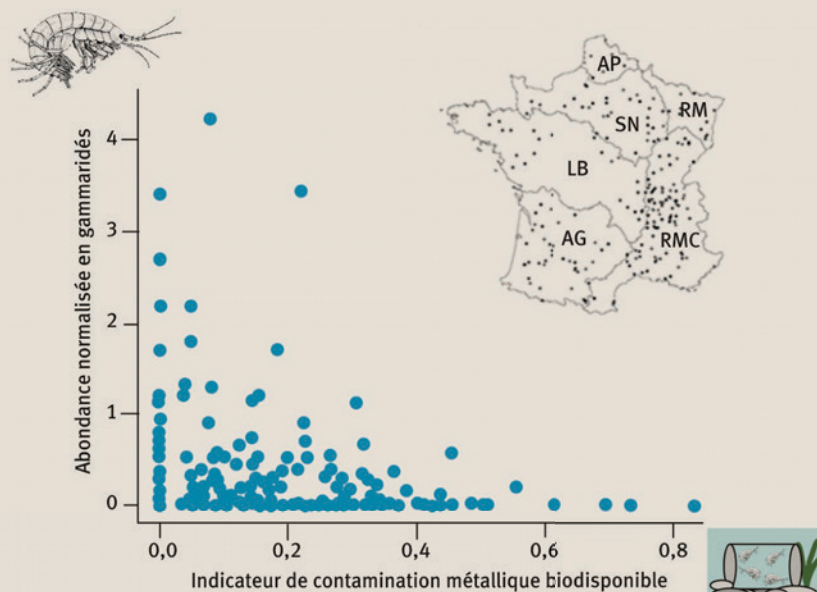 AP
RM
SN
LB
AG
RMC
Abondance normalisée en gammaridés
4
3
2
1
0
0,0
0,2
0,4
0,6
0,8
Indicateur de contamination métallique biodisponible